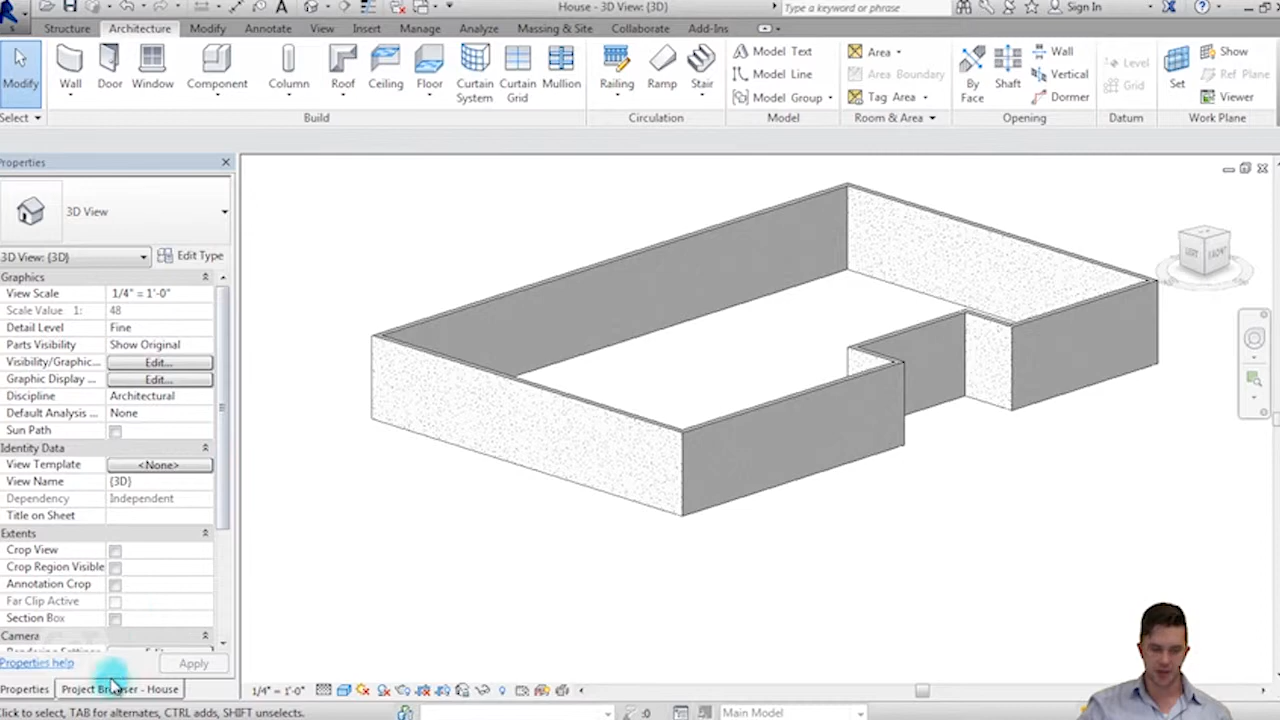 House - 3D View: {3D}
Type a keyword or phrase
Sign In
Structure Architecture Modify Annotate View Insert Manage Analyze Massing & Site Collaborate Add-Ins
Modify
Wall
Door
Window
Component
Column
Roof
Ceiling
Floor
Curtain System
Curtain Grid
Mullion
Railing
Ramp
Stair
Model Text
Model Line
Model Group
Area
Area Boundary
Tag Area
By Face
Shaft
Wall
Vertical
Dormer
Level
Grid
Set
Show
Ref Plane
Viewer
Select
Build
Circulation
Model
Room & Area
Opening
Datum
Work Plane
Properties
3D View
3D View: {3D}
Edit Type
Graphics
View Scale 1/4" = 1'-0"
Scale Value 1: 48
Detail Level Fine
Parts Visibility Show Original
Visibility/Graphic... Edit...
Graphic Display ... Edit...
Discipline Architectural
Default Analysis ... None
Sun Path
Identity Data
View Template <None>
View Name {3D}
Dependency Independent
Title on Sheet
Extents
Crop View
Crop Region Visible
Annotation Crop
Far Clip Active
Section Box
Camera
Properties help
Apply
Properties
Project Browser - House
LEFT
FRONT
1/4" = 1'-0"
Click to select, TAB for alternates, CTRL adds, SHIFT unselects.
:0
Main Model